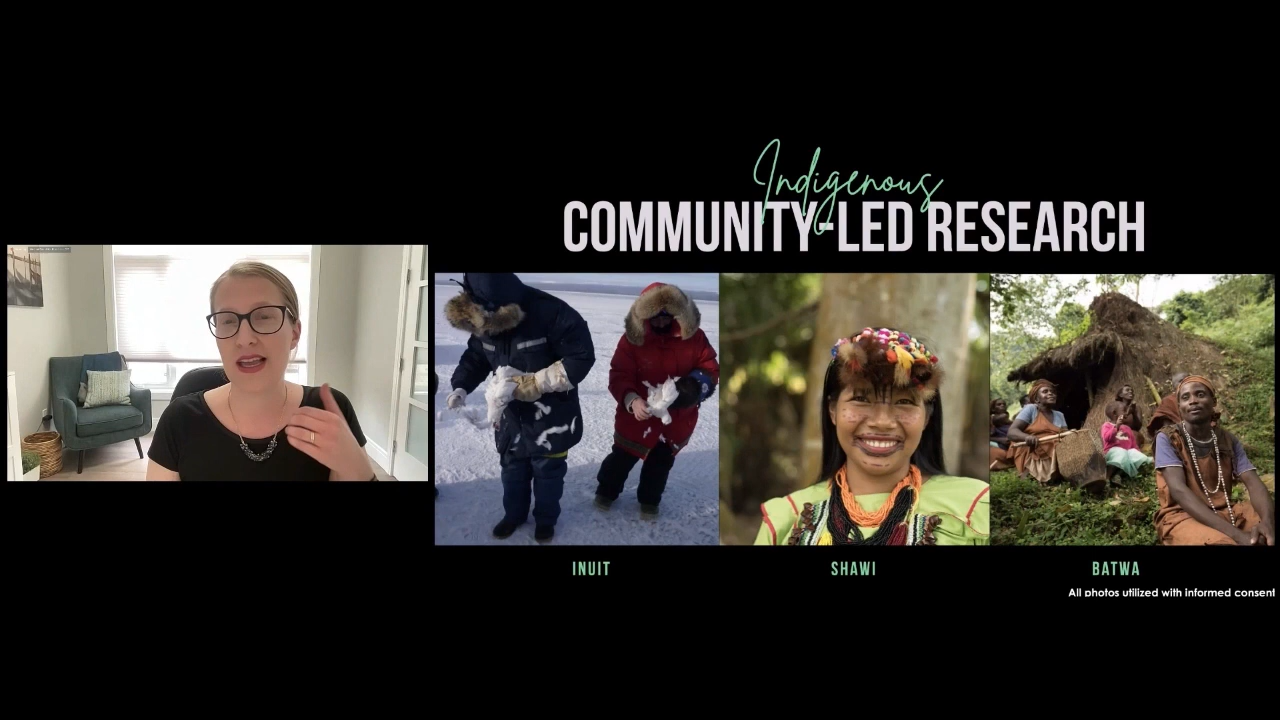 Indigenous
COMMUNITY-LED RESEARCH
INUIT
SHAWI
BATWA
All photos utilized with informed consent